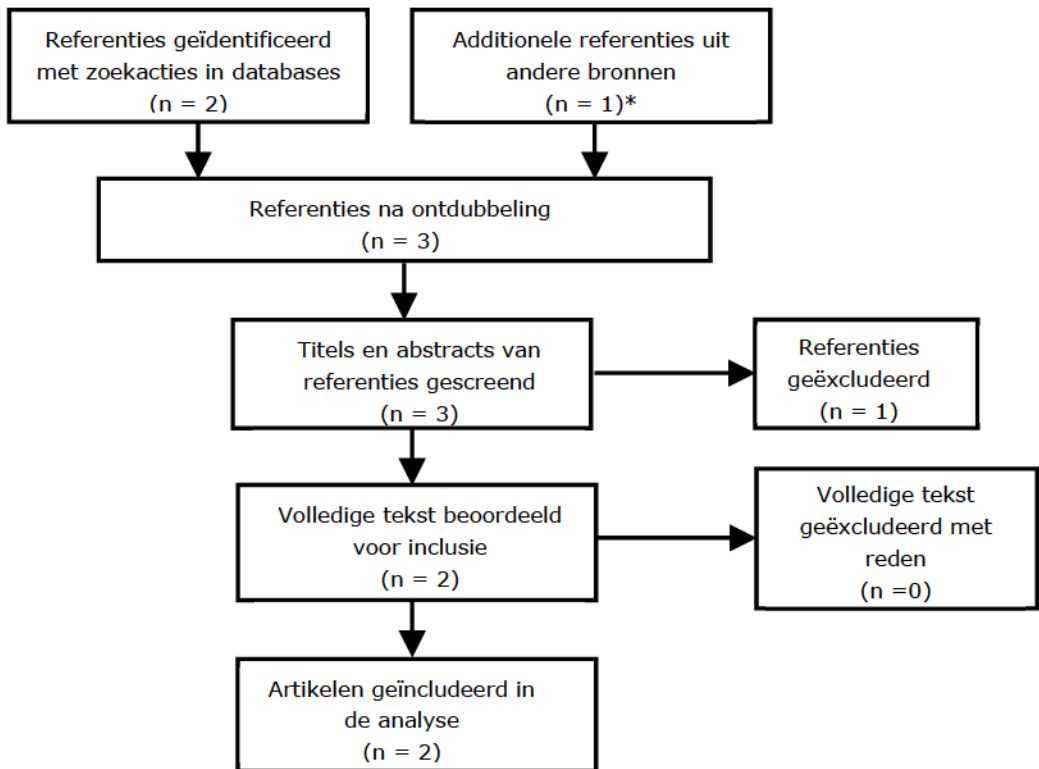 Referenties geïdentificeerd
met zoekacties in databases
(n = 2)
Additionele referenties uit
andere bronnen
(n = 1)*
Referenties na ontdubbeling
(n = 3)
Titels en abstracts van
referenties gescreend
(n = 3)
Referenties
geëxcludeerd
(n = 1)
Volledige tekst beoordeeld
voor inclusie
(n = 2)
Volledige tekst
geëxcludeerd met
reden
(n =0)
Artikelen geïncludeerd in
de analyse
(n = 2)